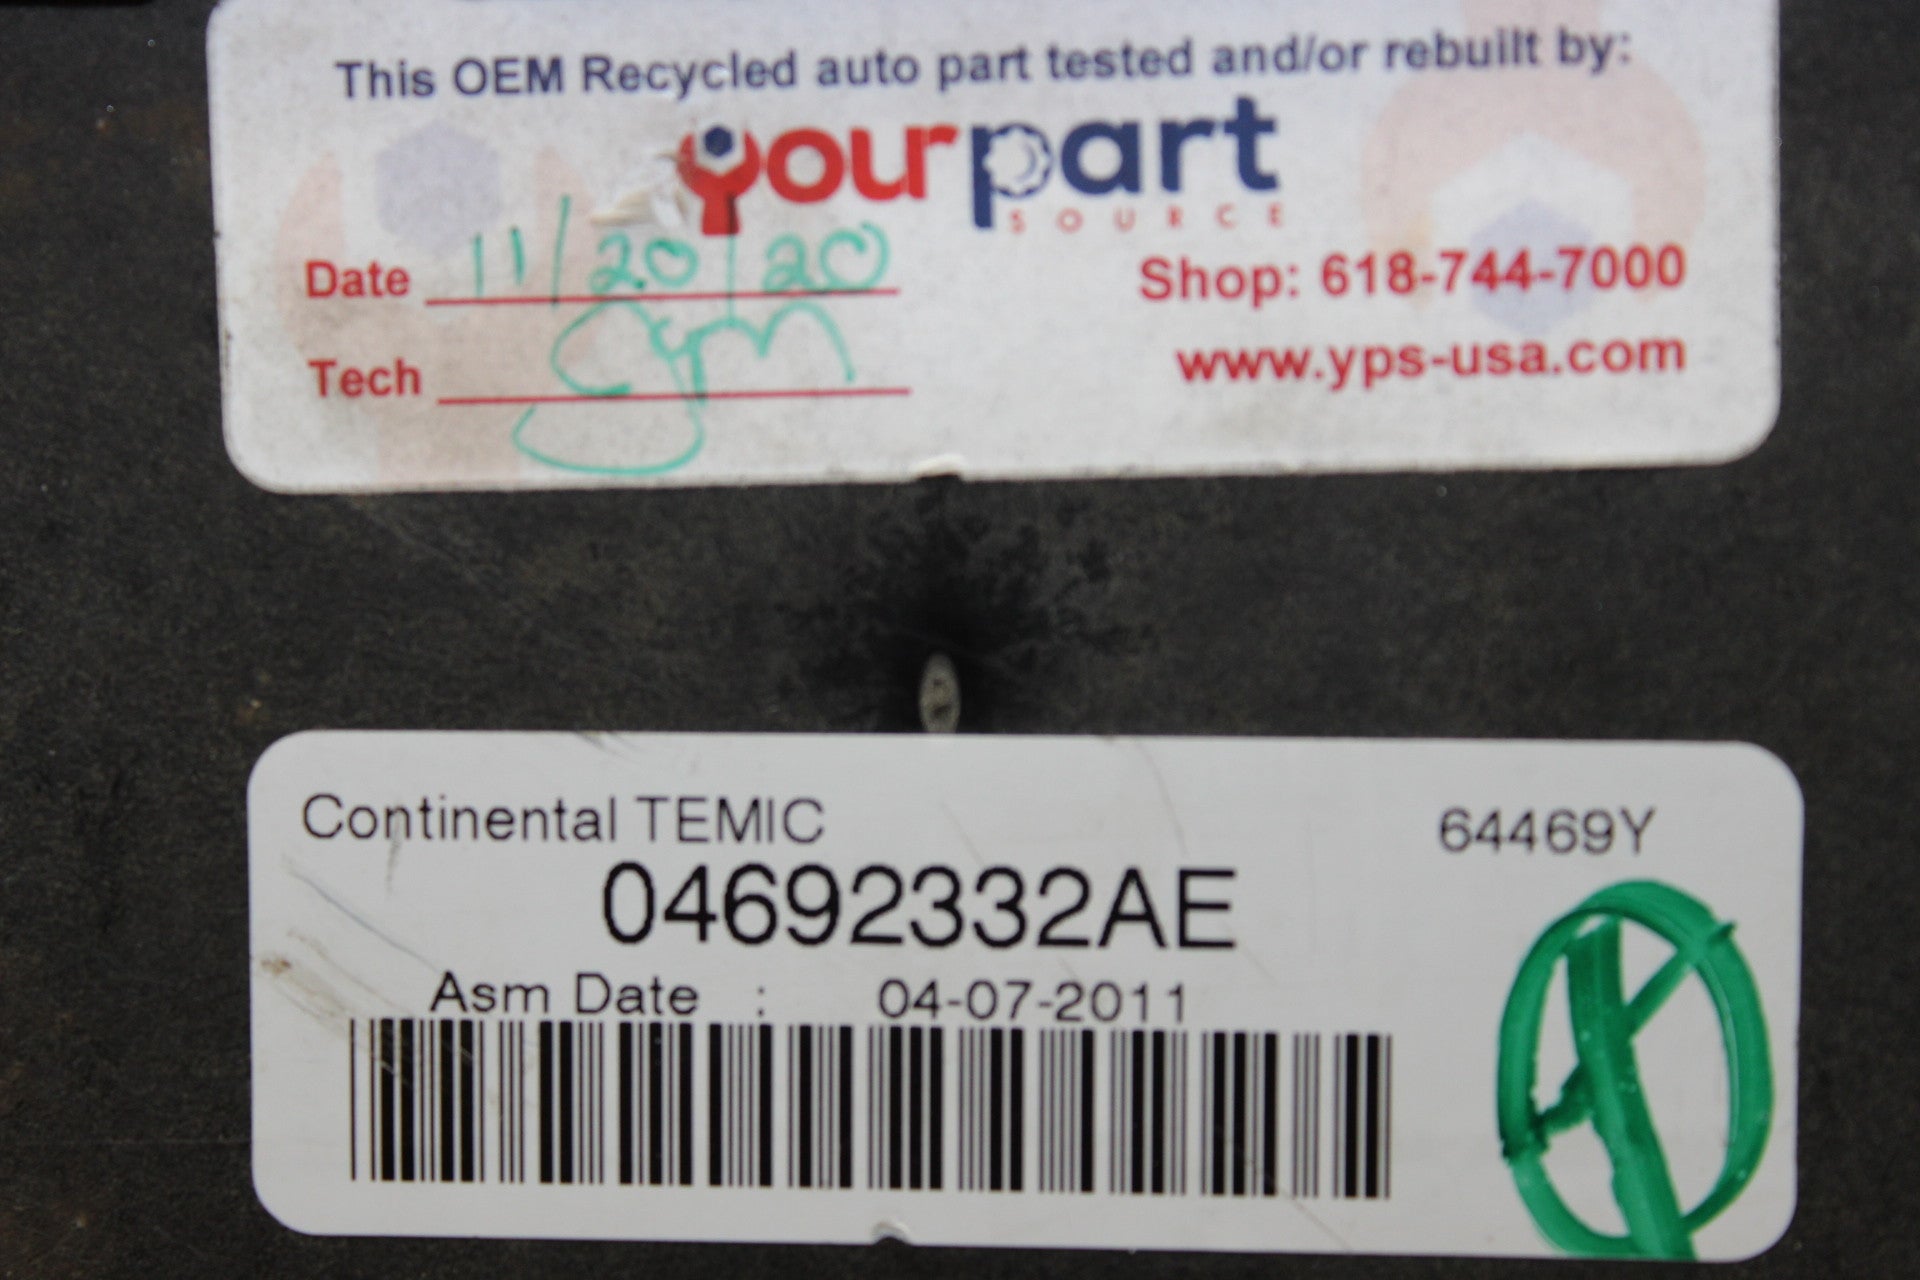 This OEM Recycled auto part tested and/or rebuilt by:
yourpart
SOURCE
Date 11/20/20
Shop: 618-744-7000
Tech
www.yps-usa.com
Continental TEMIC
64469Y
04692332AE
Asm Date : 04-07-2011